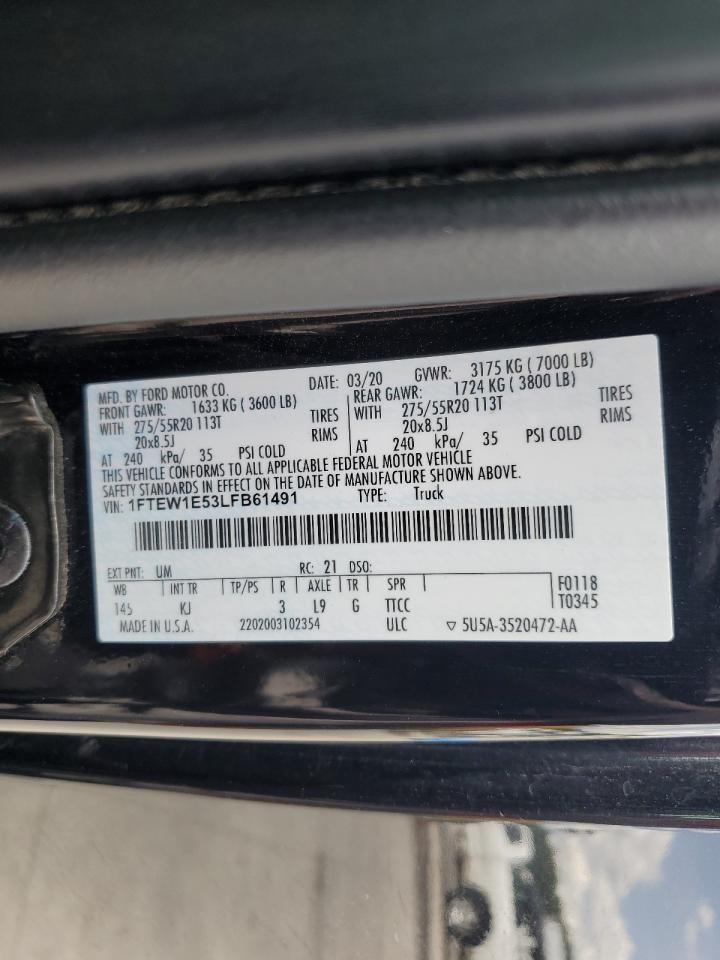 MFD. BY FORD MOTOR CO. DATE: 03/20 GVWR: 3175 KG ( 7000 LB)
FRONT GAWR: 1633 KG ( 3600 LB) REAR GAWR: 1724 KG ( 3800 LB)
WITH 275/55R20 113T TIRES WITH 275/55R20 113T TIRES
20x8.5J RIMS 20x8.5J RIMS
AT 240 kPa/ 35 PSI COLD AT 240 kPa/ 35 PSI COLD
THIS VEHICLE CONFORMS TO ALL APPLICABLE FEDERAL MOTOR VEHICLE
SAFETY STANDARDS IN EFFECT ON THE DATE OF MANUFACTURE SHOWN ABOVE.
VIN: 1FTEW1E53LFB61491 TYPE: Truck
EXT PNT: UM RC: 21 DSO:
WB INT TR TP/PS R AXLE TR SPR F0118
145 KJ 3 L9 G TTCC T0345
MADE IN U.S.A. 2202003102354 ULC ▽ 5U5A-3520472-AA